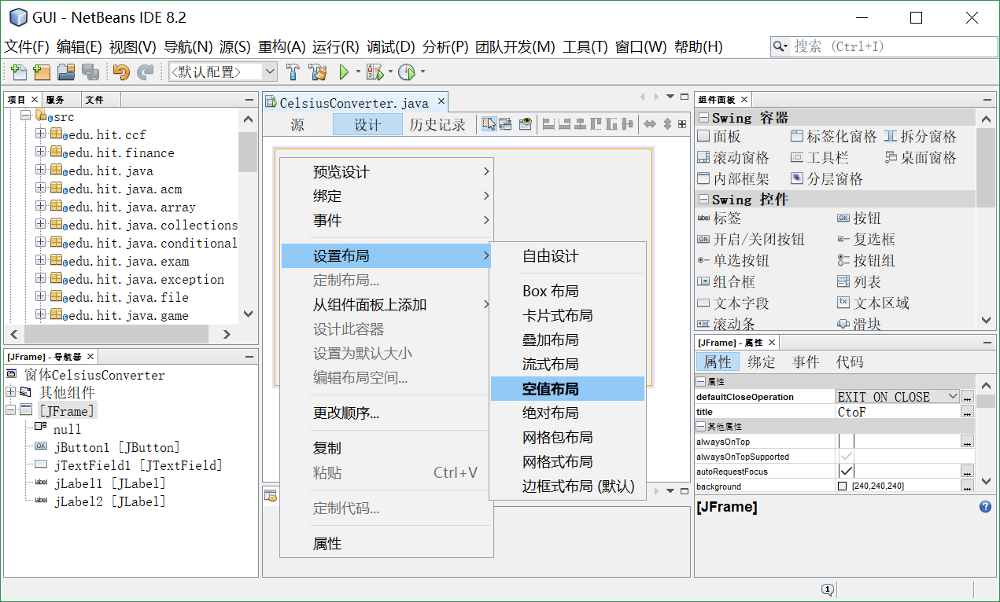 GUI - NetBeans IDE 8.2
文件(F) 编辑(E) 视图(V) 导航(N) 源(S) 重构(A) 运行(R) 调试(D) 分析(P) 团队开发(M) 工具(T) 窗口(W) 帮助(H)
搜索 (Ctrl+I)
<默认配置>
项目 服务 文件
src
edu.hit.ccf
edu.hit.finance
edu.hit.java
edu.hit.java.acm
edu.hit.java.array
edu.hit.java.collections
edu.hit.java.conditional
edu.hit.java.exam
edu.hit.java.exception
edu.hit.java.file
edu.hit.java.game
[JFrame] - 导航器
窗体CelsiusConverter
其他组件
[JFrame]
null
OK jButton1 [JButton]
jTextField1 [JTextField]
label jLabel1 [JLabel]
label jLabel2 [JLabel]
CelsiusConverter.java
源 设计 历史记录
预览设计
绑定
事件
设置布局
定制布局...
从组件面板上添加
设计此容器
设置为默认大小
编辑布局空间...
更改顺序...
复制
粘贴 Ctrl+V
定制代码...
属性
自由设计
Box 布局
卡片式布局
叠加布局
流式布局
空值布局
绝对布局
网格包布局
网格式布局
边框式布局 (默认)
组件面板
Swing 容器
面板 标签化窗格 拆分窗格
滚动窗格 工具栏 桌面窗格
内部框架 分层窗格
Swing 控件
label 标签 OK 按钮
ON 开启/关闭按钮 复选框
单选按钮 按钮组
组合框 列表
文本字段 文本区域
滚动条 滑块
[JFrame] - 属性
属性 绑定 事件 代码
属性
defaultCloseOperation EXIT_ON_CLOSE ...
title CtoF ...
其他属性
alwaysOnTop ...
alwaysOnTopSupported
autoRequestFocus ...
background [240,240,240] ...
[JFrame]
1